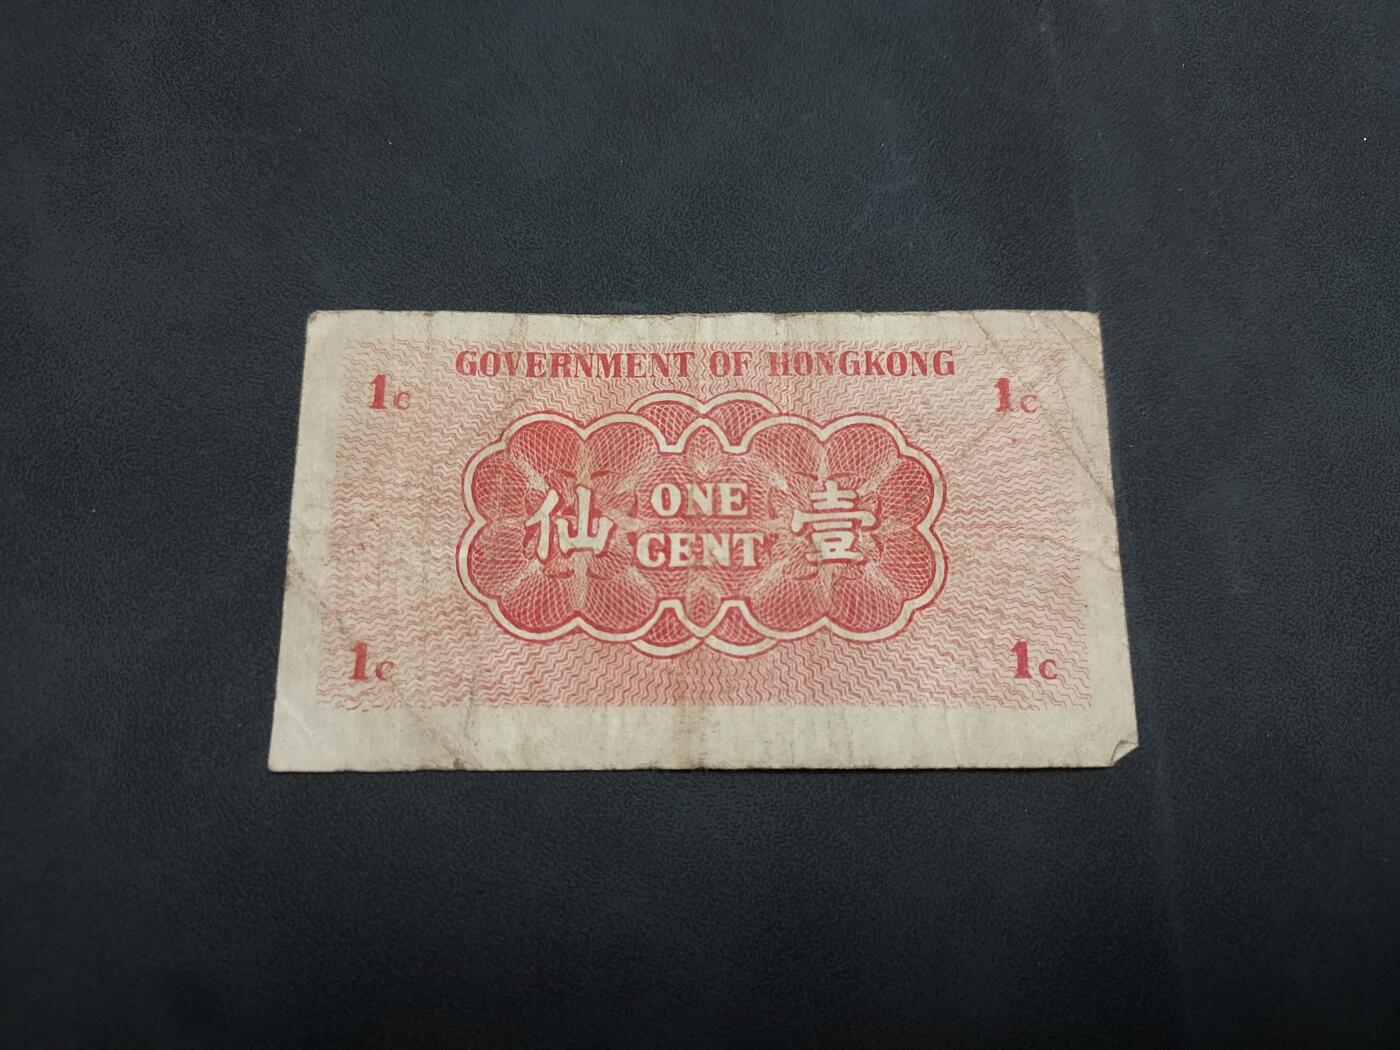 GOVERNMENT OF HONGKONG
1c 1c
仙 ONE CENT 壹
1c 1c